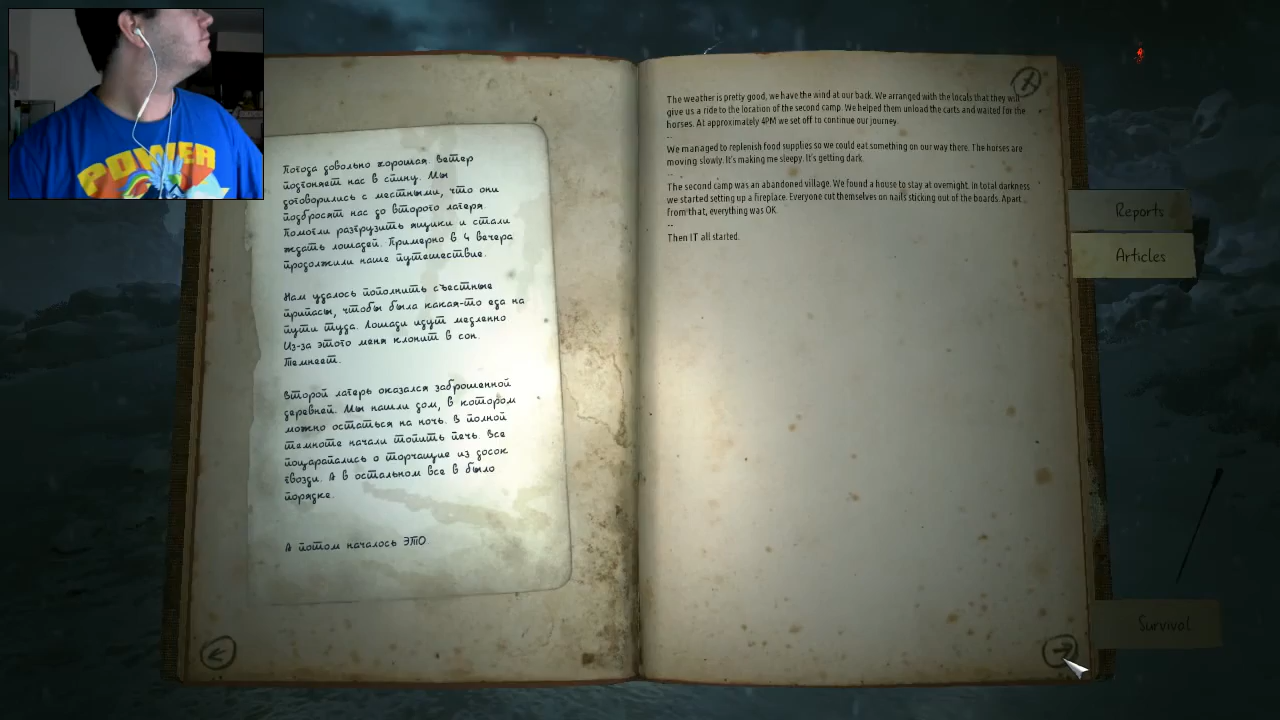 POWER
Погода довольно хорошая. Ветер
подгоняет нас в спину. Мы
договорились с местными, что они
подбросят нас до второго лагеря.
Помогли разгрузить ящики и стали
ждать лошадей. Примерно в 4 вечера
продолжили наше путешествие.
Нам удалось пополнить съестные
припасы, чтобы была какая-то еда на
пути туда. Лошади идут медленно
Из-за этого меня клонит в сон.
Темнеет.
Второй лагерь оказался заброшенной
деревней. Мы нашли дом, в котором
можно остаться на ночь. В полной
темноте начали топить печь. Все
поцарапались о торчащие из досок
гвозди. А в остальном все в было
порядке.
А потом началось ЭТО.
The weather is pretty good, we have the wind at our back. We arranged with the locals that they will
give us a ride to the location of the second camp. We helped them unload the carts and waited for the
horses. At approximately 4PM we set off to continue our journey.
--
We managed to replenish food supplies so we could eat something on our way there. The horses are
moving slowly. It's making me sleepy. It's getting dark.
--
The second camp was an abandoned village. We found a house to stay at overnight. In total darkness
we started setting up a fireplace. Everyone cut themselves on nails sticking out of the boards. Apart
from that, everything was OK.
--
Then IT all started.
Reports
Articles
Survival